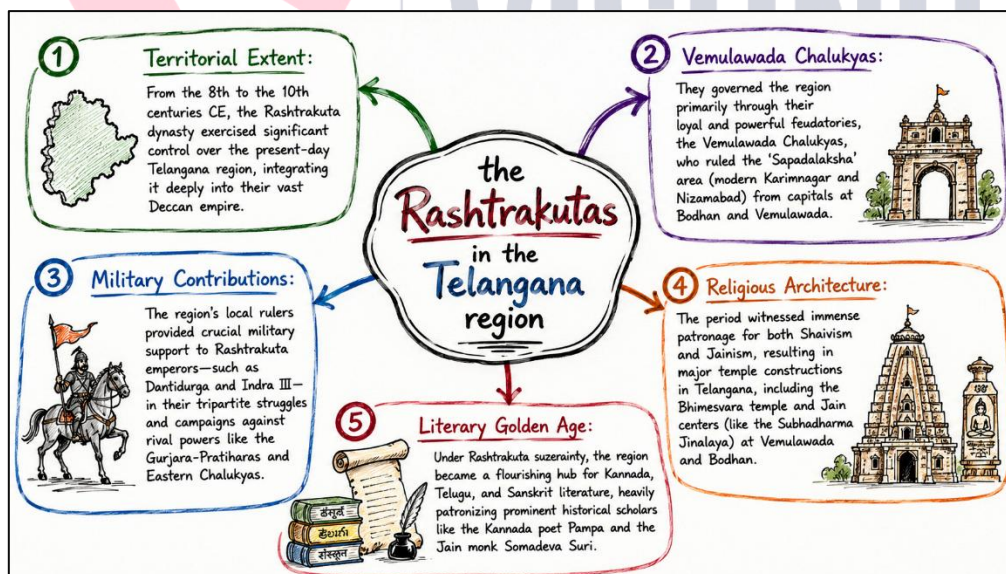 the
Rashtrakutas
in the
Telangana
region
1
Territorial Extent:
From the 8th to the 10th
centuries CE, the Rashtrakuta
dynasty exercised significant
control over the present-day
Telangana region, integrating
it deeply into their vast
Deccan empire.
2
Vemulawada Chalukyas:
They governed the region
primarily through their
loyal and powerful feudatories,
the Vemulawada Chalukyas,
who ruled the ‘Sapadalaksha’
area (modern Karimnagar and
Nizamabad) from capitals at
Bodhan and Vemulawada.
3
Military Contributions:
The region's local rulers
provided crucial military
support to Rashtrakuta
emperors—such as
Dantidurga and Indra III—
in their tripartite struggles
and campaigns against
rival powers like the
Gurjara-Pratiharas and
Eastern Chalukyas.
4
Religious Architecture:
The period witnessed immense
patronage for both Shaivism
and Jainism, resulting in
major temple constructions
in Telangana, including the
Bhimesvara temple and Jain
centers (like the Subhadharma
Jinalaya) at Vemulawada
and Bodhan.
5
Literary Golden Age:
Under Rashtrakuta suzerainty, the region
became a flourishing hub for Kannada,
Telugu, and Sanskrit literature, heavily
patronizing prominent historical scholars
like the Kannada poet Pampa and the
Jain monk Somadeva Suri.
संस्कृत